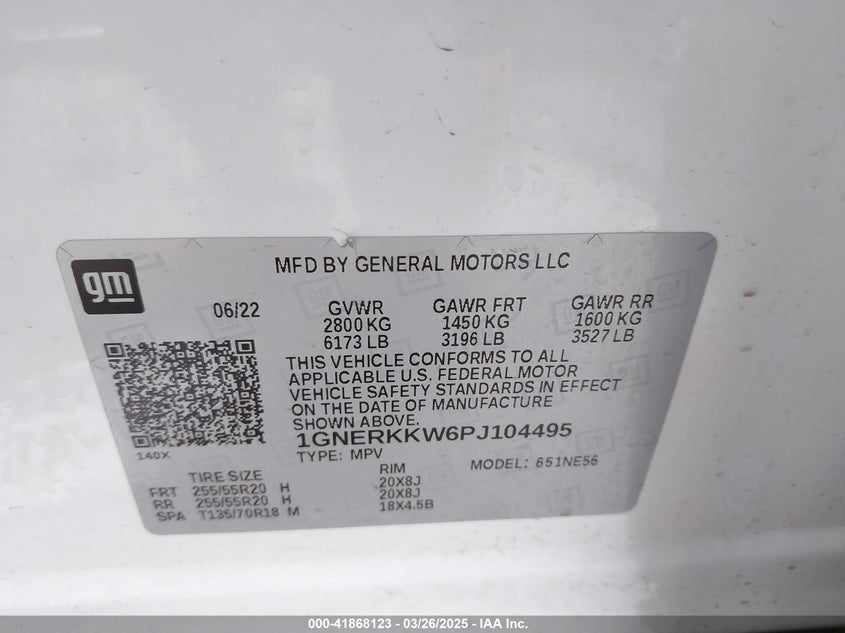 gm
MFD BY GENERAL MOTORS LLC
06/22
GVWR GAWR FRT GAWR RR
2800 KG 1450 KG 1600 KG
6173 LB 3196 LB 3527 LB
THIS VEHICLE CONFORMS TO ALL
APPLICABLE U.S. FEDERAL MOTOR
VEHICLE SAFETY STANDARDS IN EFFECT
ON THE DATE OF MANUFACTURE
SHOWN ABOVE.
140X
1GNERKKW6PJ104495
TYPE: MPV MODEL: 651NE56
TIRE SIZE RIM
FRT 255/55R20 H 20X8J
RR 255/55R20 H 20X8J
SPA T135/70R18 M 18X4.5B
000-41868123 - 03/26/2025 - IAA Inc.